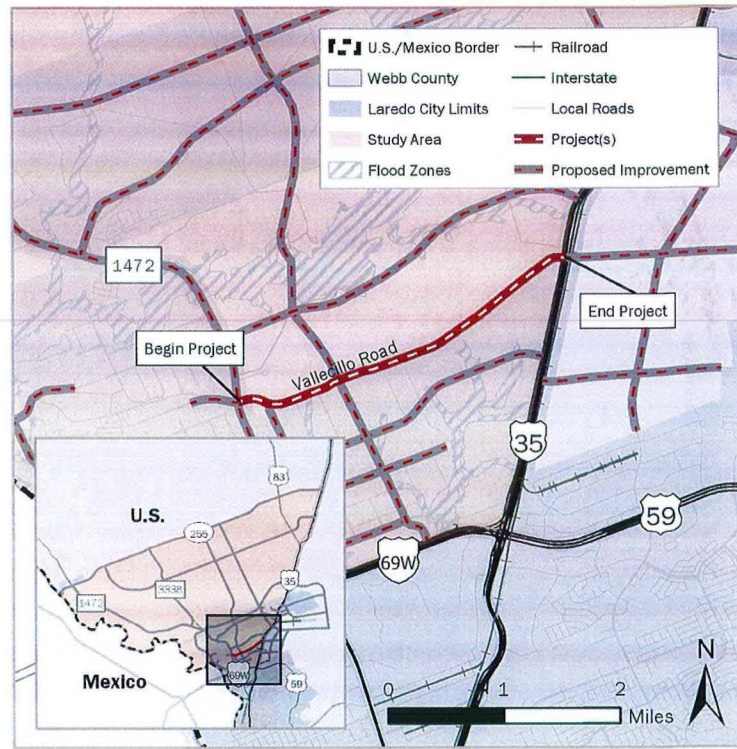 U.S./Mexico Border
Railroad
Webb County
Interstate
Laredo City Limits
Local Roads
Study Area
Project(s)
Flood Zones
Proposed Improvement
1472
Begin Project
Vallecillo Road
End Project
35
59
69W
U.S.
83
255
35
3338
1472
69W
59
Mexico
N
0 1 2
Miles